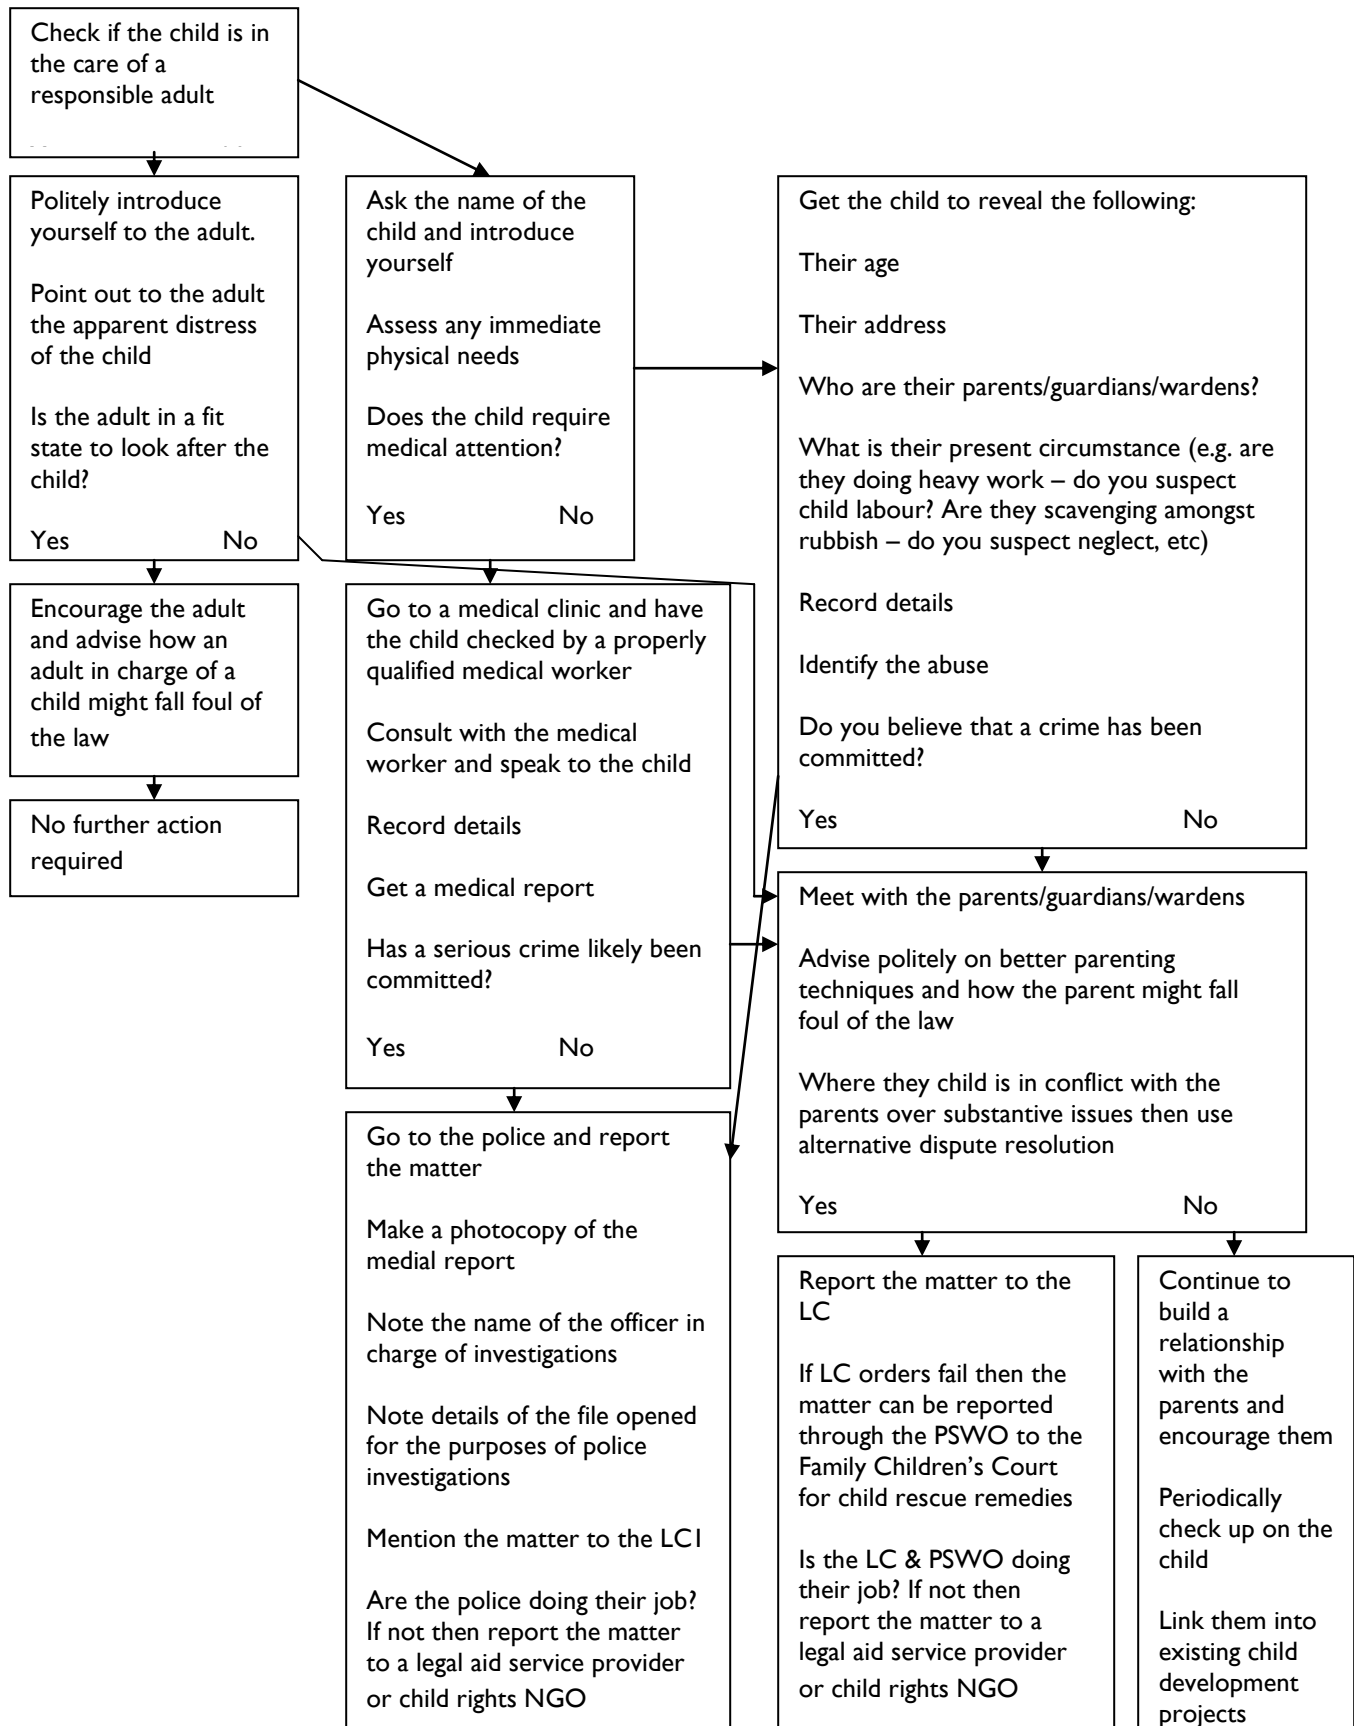 Check if the child is in
the care of a
responsible adult
Politely introduce
yourself to the adult.
Point out to the adult
the apparent distress
of the child
Is the adult in a fit
state to look after the
child?
Yes No
Encourage the adult
and advise how an
adult in charge of a
child might fall foul of
the law
No further action
required
Ask the name of the
child and introduce
yourself
Assess any immediate
physical needs
Does the child require
medical attention?
Yes No
Go to a medical clinic and have
the child checked by a properly
qualified medical worker
Consult with the medical
worker and speak to the child
Record details
Get a medical report
Has a serious crime likely been
committed?
Yes No
Go to the police and report
the matter
Make a photocopy of the
medial report
Note the name of the officer in
charge of investigations
Note details of the file opened
for the purposes of police
investigations
Mention the matter to the LC1
Are the police doing their job?
If not then report the matter
to a legal aid service provider
or child rights NGO
Get the child to reveal the following:
Their age
Their address
Who are their parents/guardians/wardens?
What is their present circumstance (e.g. are
they doing heavy work – do you suspect
child labour? Are they scavenging amongst
rubbish – do you suspect neglect, etc)
Record details
Identify the abuse
Do you believe that a crime has been
committed?
Yes No
Meet with the parents/guardians/wardens
Advise politely on better parenting
techniques and how the parent might fall
foul of the law
Where they child is in conflict with the
parents over substantive issues then use
alternative dispute resolution
Yes No
Report the matter to the
LC
If LC orders fail then the
matter can be reported
through the PSWO to the
Family Children's Court
for child rescue remedies
Is the LC & PSWO doing
their job? If not then
report the matter to a
legal aid service provider
or child rights NGO
Continue to
build a
relationship
with the
parents and
encourage them
Periodically
check up on the
child
Link them into
existing child
development
projects